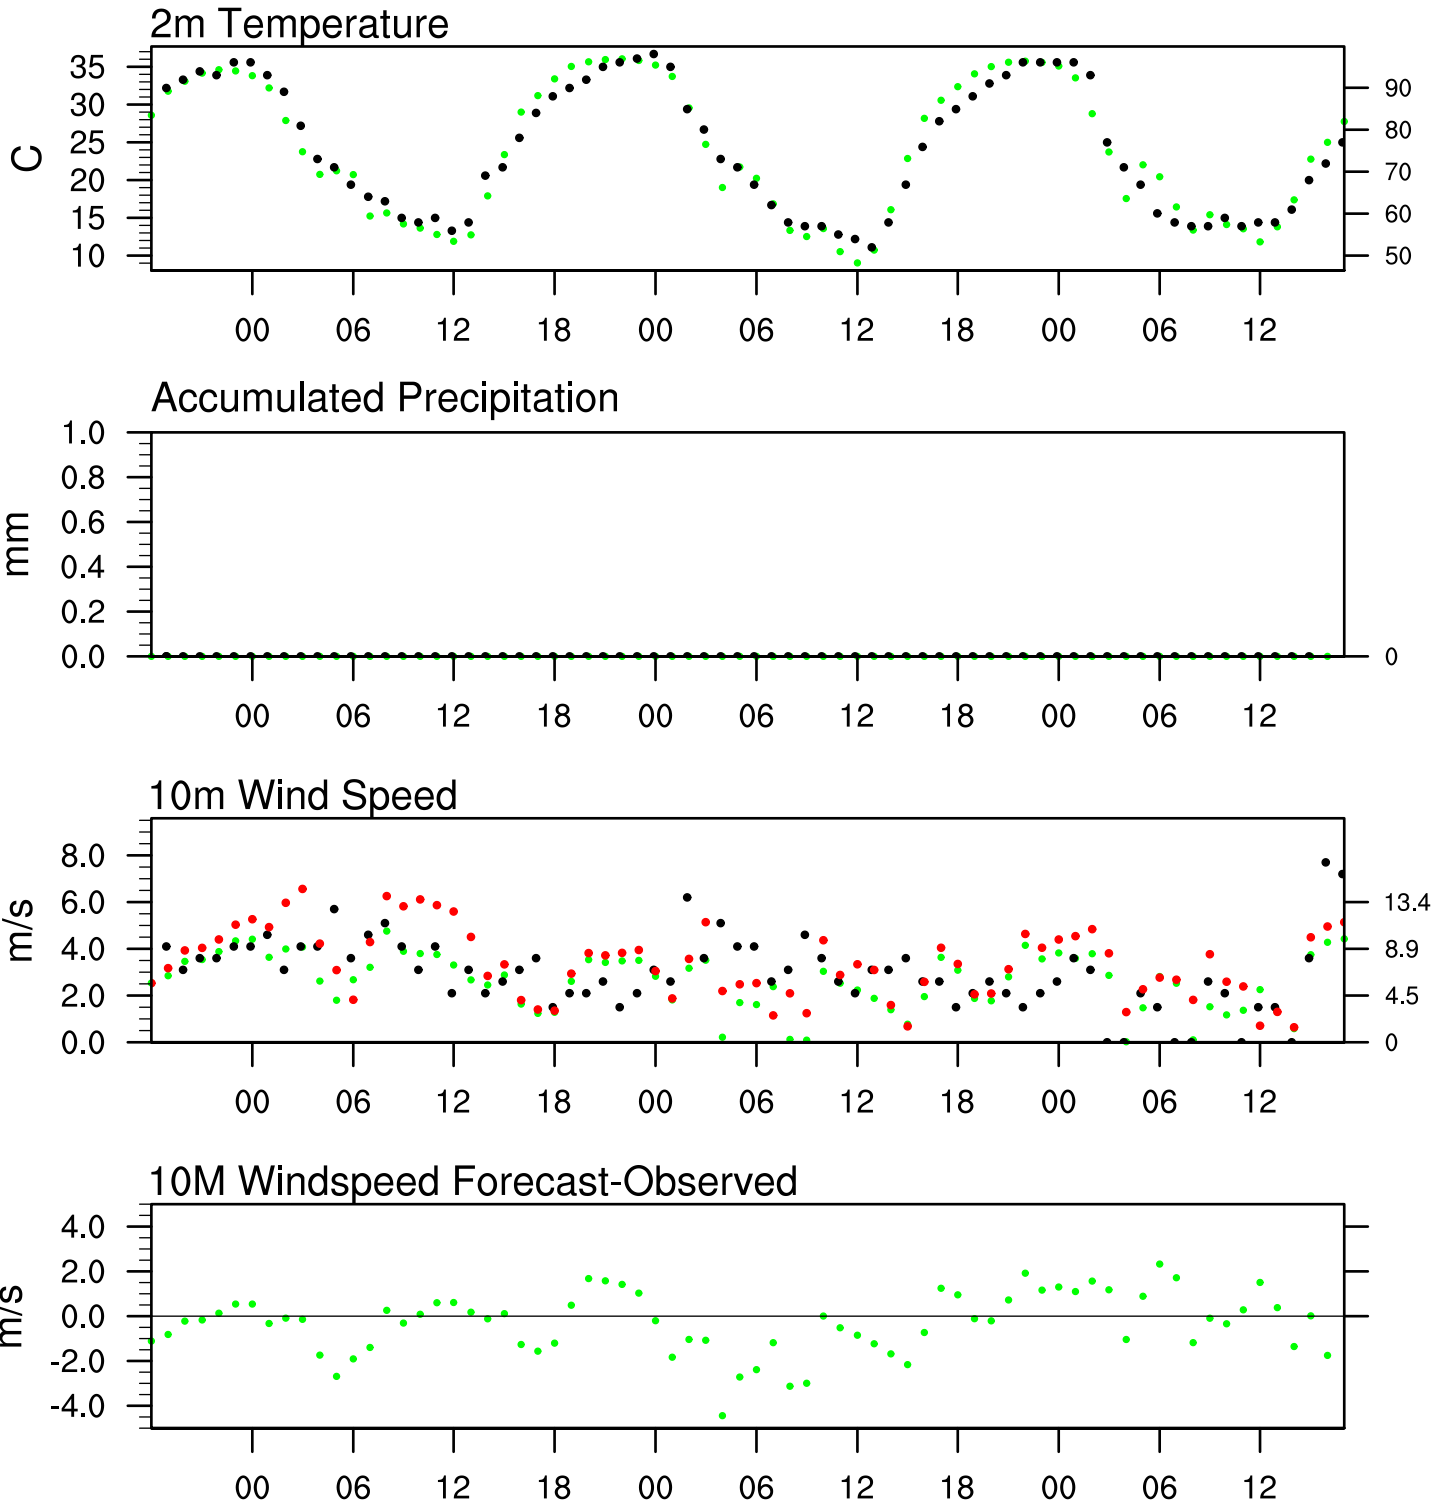 2m Temperature
35
30
25
20
15
10
C
90
80
70
60
50
00 06 12 18 00 06 12 18 00 06 12
Accumulated Precipitation
1.0
0.8
0.6
0.4
0.2
0.0
mm
0
00 06 12 18 00 06 12 18 00 06 12
10m Wind Speed
8.0
6.0
4.0
2.0
0.0
m/s
13.4
8.9
4.5
0
00 06 12 18 00 06 12 18 00 06 12
10M Windspeed Forecast-Observed
4.0
2.0
0.0
-2.0
-4.0
m/s
00 06 12 18 00 06 12 18 00 06 12